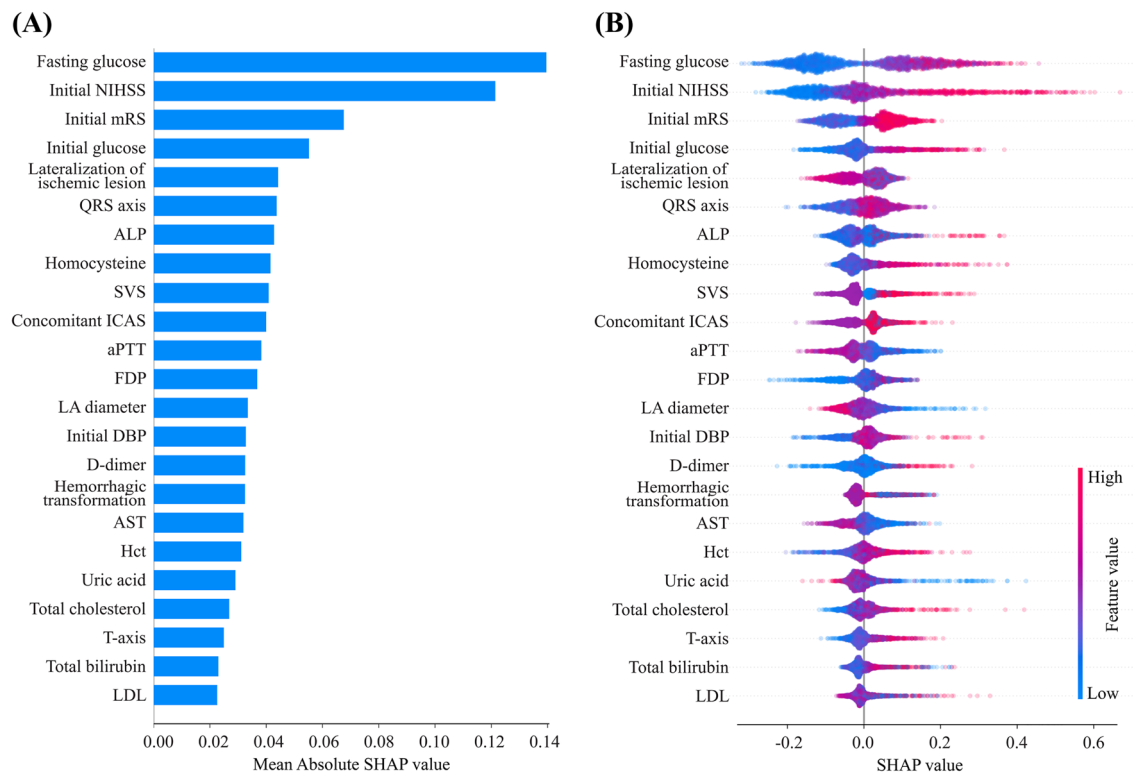 (A)
Fasting glucose
Initial NIHSS
Initial mRS
Initial glucose
Lateralization of
ischemic lesion
QRS axis
ALP
Homocysteine
SVS
Concomitant ICAS
aPTT
FDP
LA diameter
Initial DBP
D-dimer
Hemorrhagic
transformation
AST
Hct
Uric acid
Total cholesterol
T-axis
Total bilirubin
LDL
0.00 0.02 0.04 0.06 0.08 0.10 0.12 0.14
Mean Absolute SHAP value
(B)
Fasting glucose
Initial NIHSS
Initial mRS
Initial glucose
Lateralization of
ischemic lesion
QRS axis
ALP
Homocysteine
SVS
Concomitant ICAS
aPTT
FDP
LA diameter
Initial DBP
D-dimer
Hemorrhagic
transformation
AST
Hct
Uric acid
Total cholesterol
T-axis
Total bilirubin
LDL
-0.2 0.0 0.2 0.4 0.6
SHAP value
High
Feature value
Low